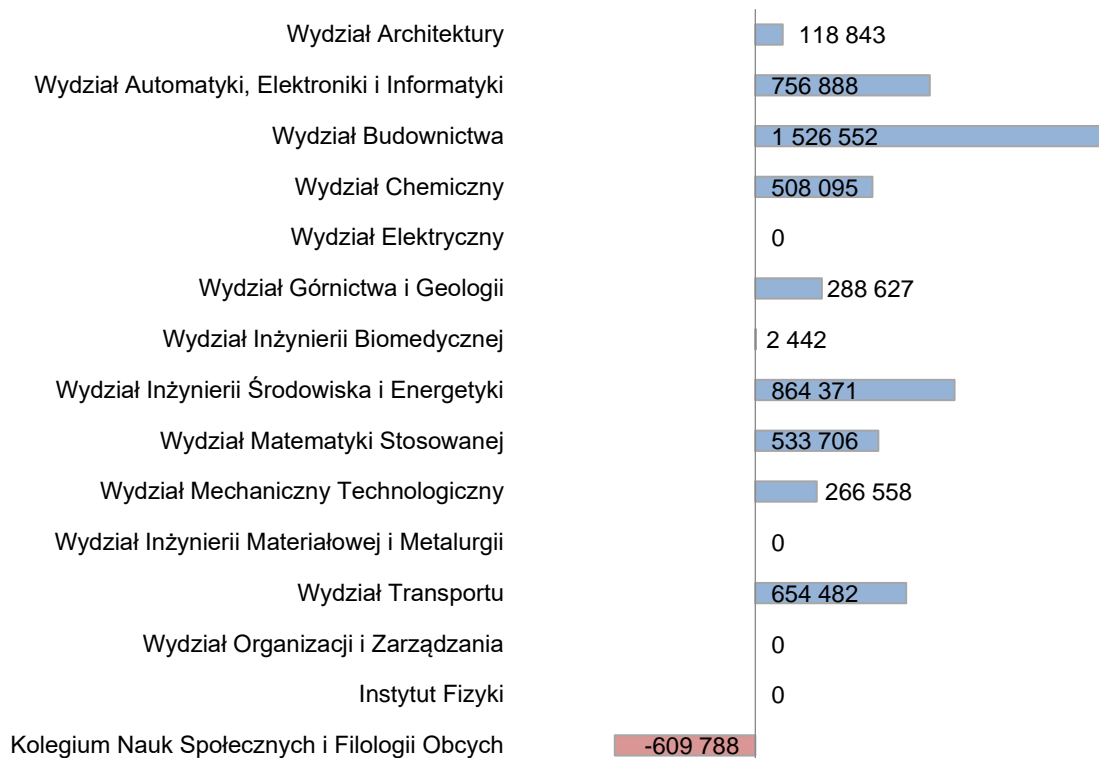 Wydział Architektury 118 843
Wydział Automatyki, Elektroniki i Informatyki 756 888
Wydział Budownictwa 1 526 552
Wydział Chemiczny 508 095
Wydział Elektryczny 0
Wydział Górnictwa i Geologii 288 627
Wydział Inżynierii Biomedycznej 2 442
Wydział Inżynierii Środowiska i Energetyki 864 371
Wydział Matematyki Stosowanej 533 706
Wydział Mechaniczny Technologiczny 266 558
Wydział Inżynierii Materiałowej i Metalurgii 0
Wydział Transportu 654 482
Wydział Organizacji i Zarządzania 0
Instytut Fizyki 0
Kolegium Nauk Społecznych i Filologii Obcych -609 788